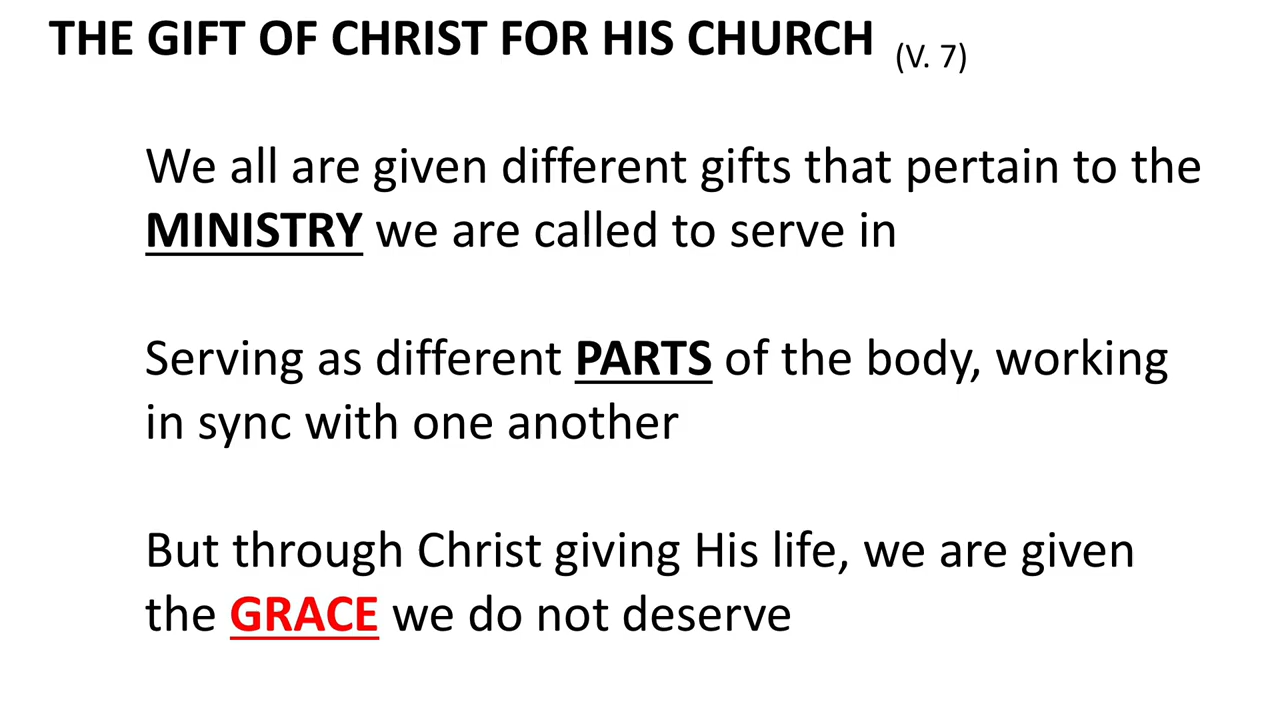 THE GIFT OF CHRIST FOR HIS CHURCH (V. 7)
We all are given different gifts that pertain to the
MINISTRY we are called to serve in
Serving as different PARTS of the body, working
in sync with one another
But through Christ giving His life, we are given
the GRACE we do not deserve